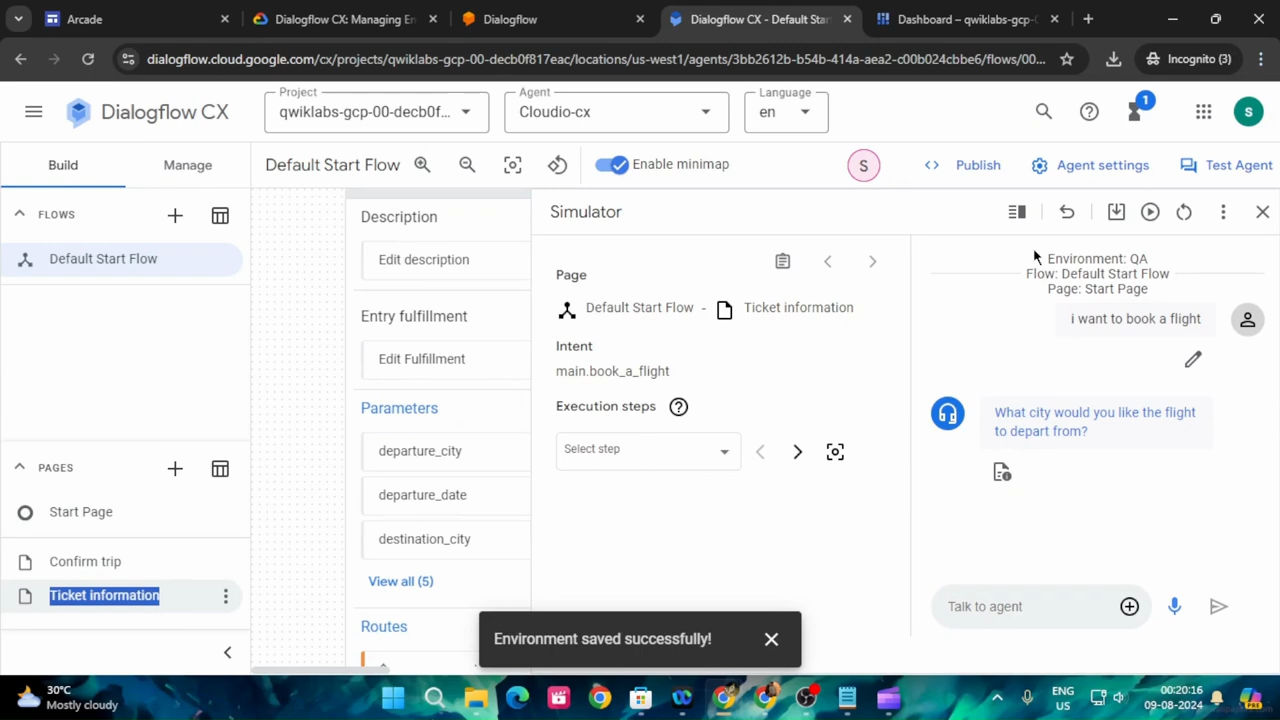 Arcade
Dialogflow CX: Managing En
Dialogflow
Dialogflow CX - Default Star
Dashboard – qwiklabs-gcp-0
dialogflow.cloud.google.com/cx/projects/qwiklabs-gcp-00-decb0f817eac/locations/us-west1/agents/3bb2612b-b54b-414a-aea2-c00b024cbbe6/flows/00...
Incognito (3)
Dialogflow CX
Project
qwiklabs-gcp-00-decb0f...
Agent
Cloudio-cx
Language
en
1
S
Build
Manage
Default Start Flow
Enable minimap
S
Publish
Agent settings
Test Agent
FLOWS
Default Start Flow
PAGES
Start Page
Confirm trip
Ticket information
Description
Edit description
Entry fulfillment
Edit Fulfillment
Parameters
departure_city
departure_date
destination_city
View all (5)
Routes
Simulator
Page
Default Start Flow - Ticket information
Intent
main.book_a_flight
Execution steps
Select step
Environment: QA
Flow: Default Start Flow
Page: Start Page
i want to book a flight
What city would you like the flight
to depart from?
Talk to agent
Environment saved successfully!
30°C
Mostly cloudy
ENG
US
00:20:16
09-08-2024
PRE